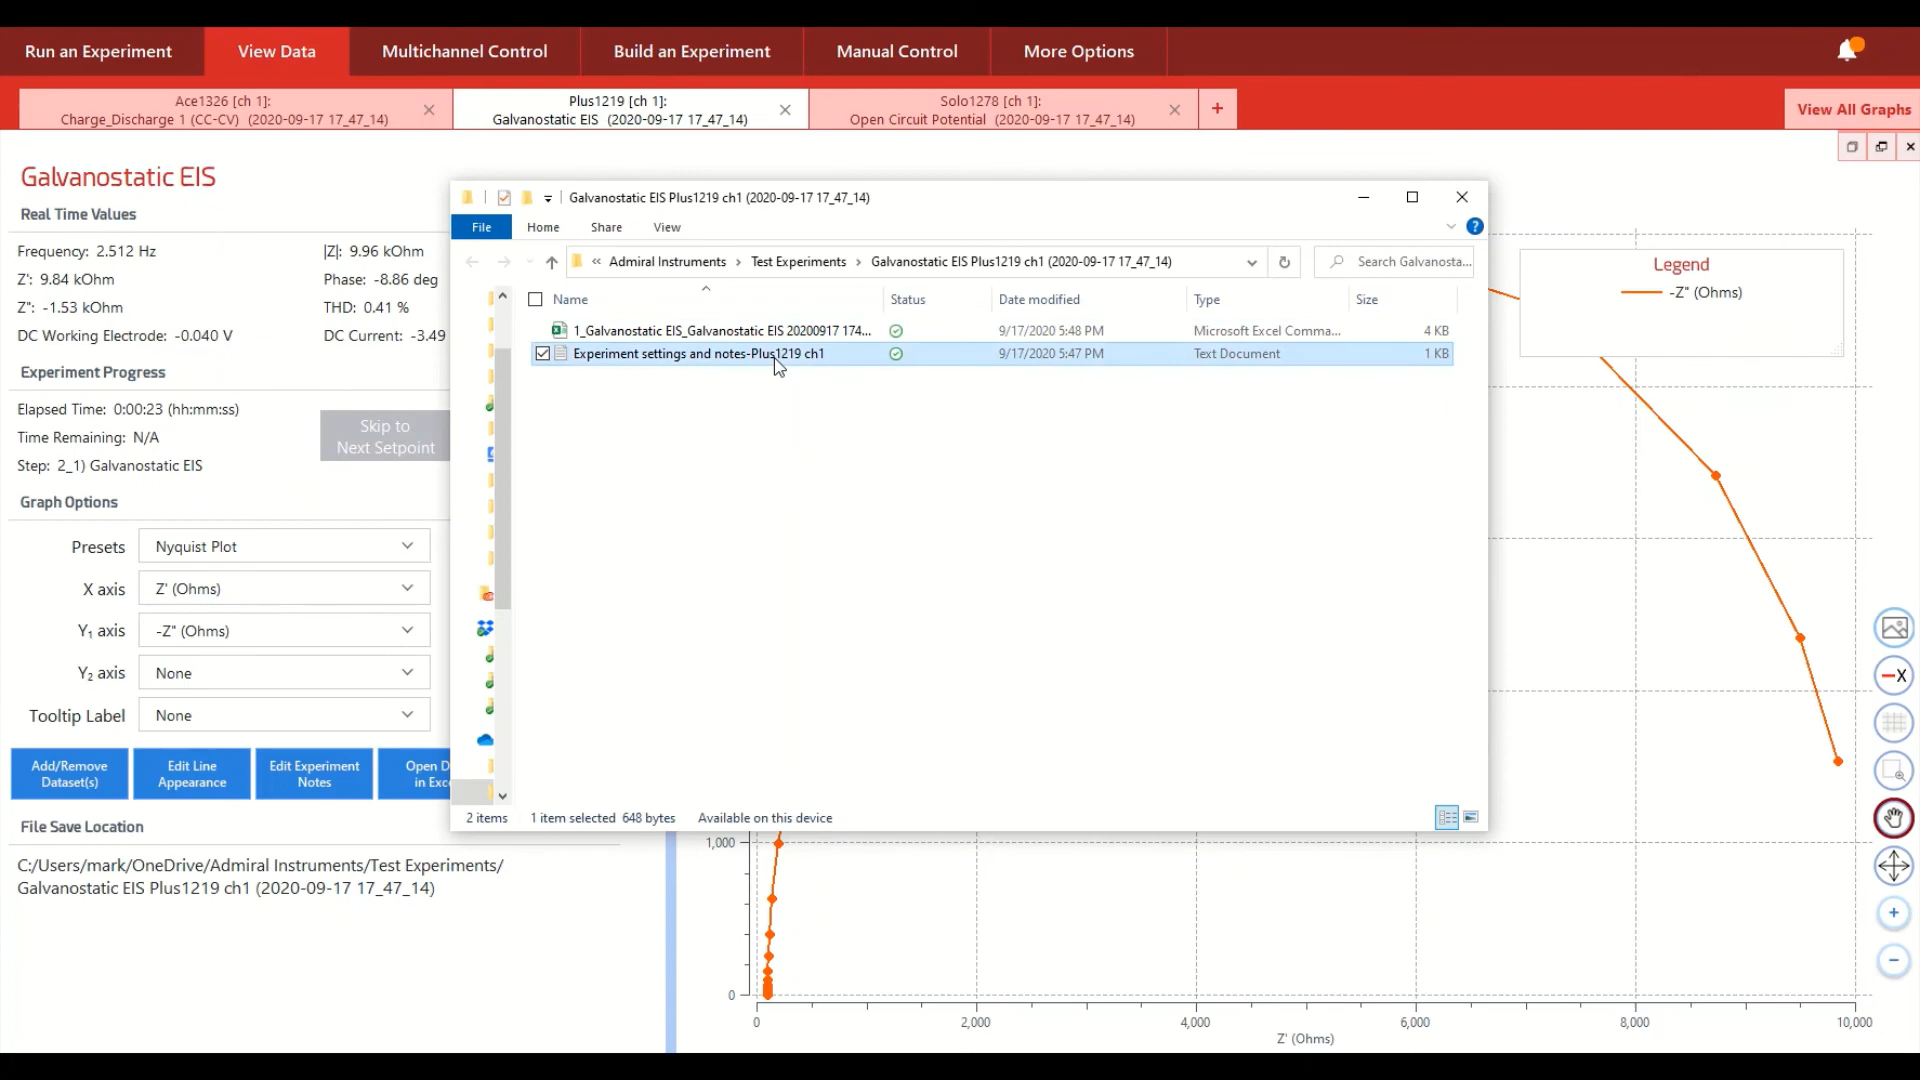 Run an Experiment
View Data
Multichannel Control
Build an Experiment
Manual Control
More Options
Ace1326 [ch 1]:
Charge_Discharge 1 (CC-CV) (2020-09-17 17_47_14)
Plus1219 [ch 1]:
Galvanostatic EIS (2020-09-17 17_47_14)
Solo1278 [ch 1]:
Open Circuit Potential (2020-09-17 17_47_14)
+
View All Graphs
Galvanostatic EIS
Real Time Values
Frequency: 2.512 Hz
|Z|: 9.96 kOhm
Z': 9.84 kOhm
Phase: -8.86 deg
Z": -1.53 kOhm
THD: 0.41 %
DC Working Electrode: -0.040 V
DC Current: -3.49
Experiment Progress
Elapsed Time: 0:00:23 (hh:mm:ss)
Time Remaining: N/A
Step: 2_1) Galvanostatic EIS
Skip to
Next Setpoint
Graph Options
Presets
Nyquist Plot
X axis
Z' (Ohms)
Y₁ axis
-Z" (Ohms)
Y₂ axis
None
Tooltip Label
None
Add/Remove
Dataset(s)
Edit Line
Appearance
Edit Experiment
Notes
Open D
in Exc
File Save Location
C:/Users/mark/OneDrive/Admiral Instruments/Test Experiments/
Galvanostatic EIS Plus1219 ch1 (2020-09-17 17_47_14)
Galvanostatic EIS Plus1219 ch1 (2020-09-17 17_47_14)
File
Home
Share
View
?
« Admiral Instruments › Test Experiments › Galvanostatic EIS Plus1219 ch1 (2020-09-17 17_47_14)
Search Galvanosta...
Name
Status
Date modified
Type
Size
1_Galvanostatic EIS_Galvanostatic EIS 20200917 174...
9/17/2020 5:48 PM
Microsoft Excel Comma...
4 KB
Experiment settings and notes-Plus1219 ch1
9/17/2020 5:47 PM
Text Document
1 KB
2 items
1 item selected 648 bytes
Available on this device
Legend
-Z" (Ohms)
X
1,000
0
0
2,000
4,000
6,000
8,000
10,000
Z' (Ohms)